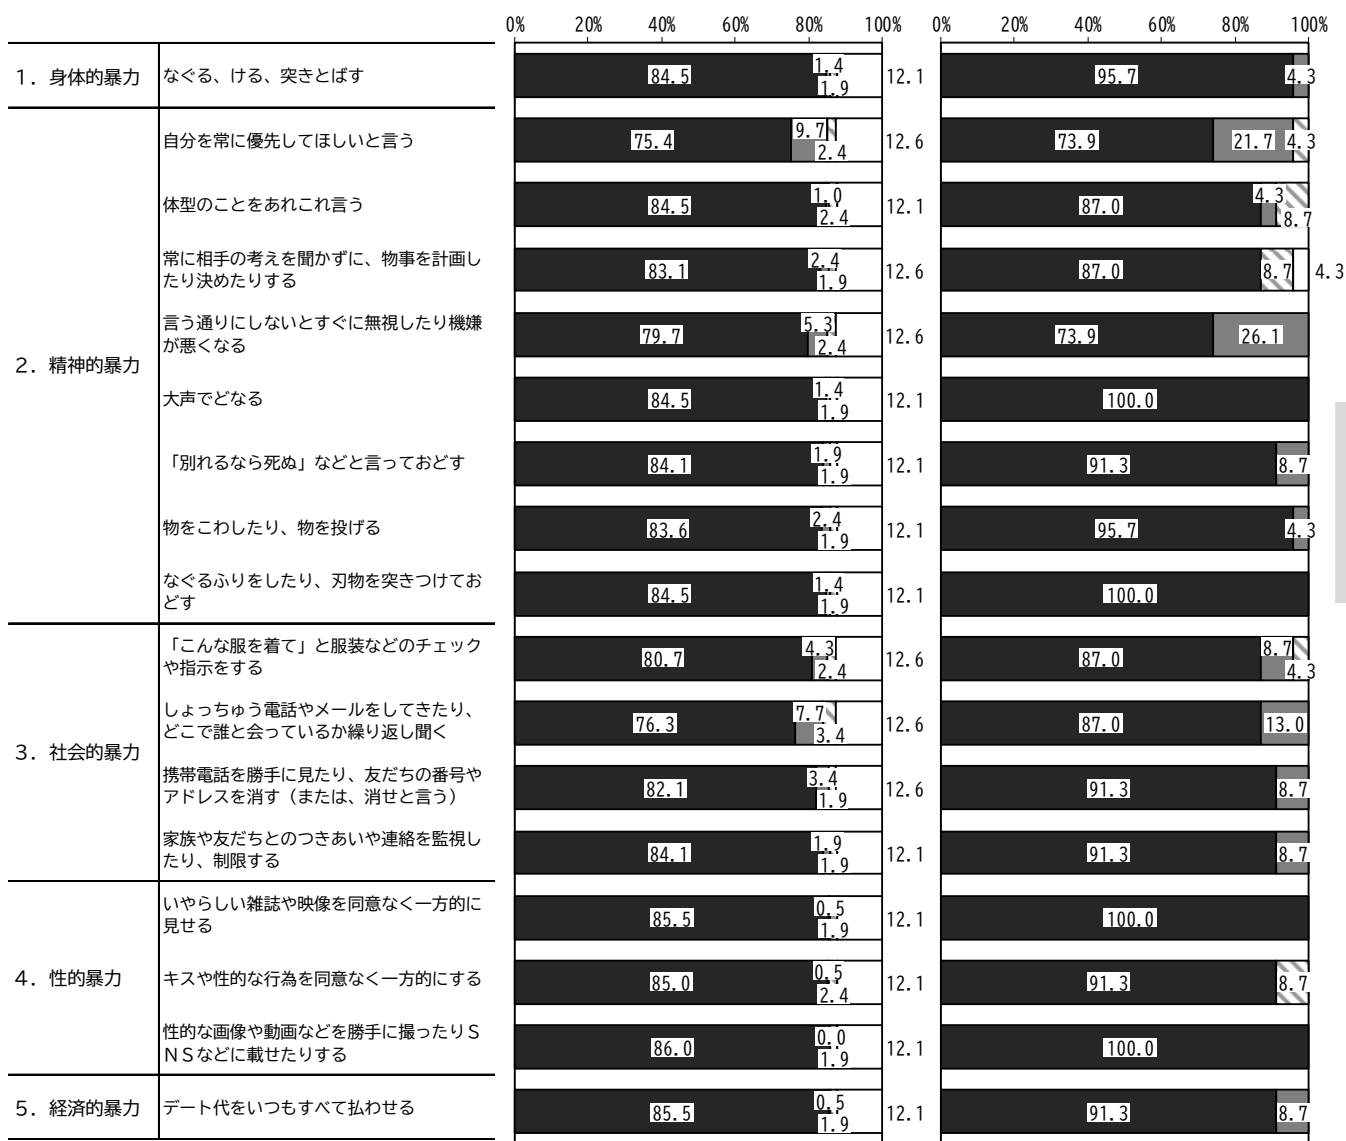 0% 20% 40% 60% 80% 100% 0% 20% 40% 60% 80% 100%
1．身体的暴力 なぐる、ける、突きとばす 84.5 1.4 1.9 12.1 95.7 4.3
2．精神的暴力
自分を常に優先してほしいと言う 75.4 9.7 2.4 12.6 73.9 21.7 4.3
体型のことをあれこれ言う 84.5 1.0 2.4 12.1 87.0 4.3 8.7
常に相手の考えを聞かずに、物事を計画し
たり決めたりする 83.1 2.4 1.9 12.6 87.0 8.7 4.3
言う通りにしないとすぐに無視したり機嫌
が悪くなる 79.7 5.3 2.4 12.6 73.9 26.1
大声でどなる 84.5 1.4 1.9 12.1 100.0
「別れるなら死ぬ」などと言っておどす 84.1 1.9 1.9 12.1 91.3 8.7
物をこわしたり、物を投げる 83.6 2.4 1.9 12.1 95.7 4.3
なぐるふりをしたり、刃物を突きつけてお
どす 84.5 1.4 1.9 12.1 100.0
3．社会的暴力
「こんな服を着て」と服装などのチェック
や指示をする 80.7 4.3 2.4 12.6 87.0 8.7 4.3
しょっちゅう電話やメールをしてきたり、
どこで誰と会っているか繰り返し聞く 76.3 7.7 3.4 12.6 87.0 13.0
携帯電話を勝手に見たり、友だちの番号や
アドレスを消す（または、消せと言う） 82.1 3.4 1.9 12.6 91.3 8.7
家族や友だちとのつきあいや連絡を監視し
たり、制限する 84.1 1.9 1.9 12.1 91.3 8.7
4．性的暴力
いやらしい雑誌や映像を同意なく一方的に
見せる 85.5 0.5 1.9 12.1 100.0
キスや性的な行為を同意なく一方的にする 85.0 0.5 2.4 12.1 91.3 8.7
性的な画像や動画などを勝手に撮ったりＳ
ＮＳなどに載せたりする 86.0 0.0 1.9 12.1 100.0
5．経済的暴力 デート代をいつもすべて払わせる 85.5 0.5 1.9 12.1 91.3 8.7